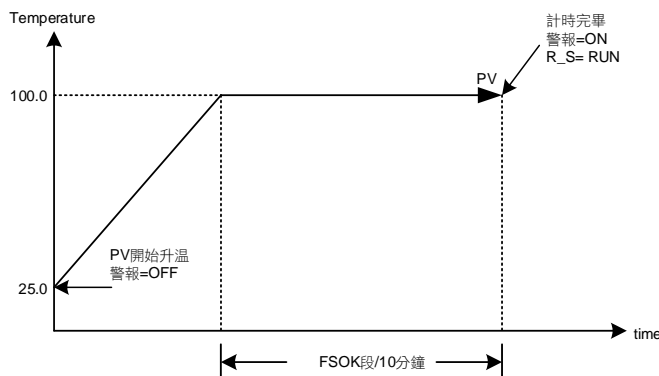 Temperature
計時完畢
警報=ON
R_S= RUN
PV
100.0
PV開始升温
警報=OFF
25.0
time
FSOK段/10分鐘